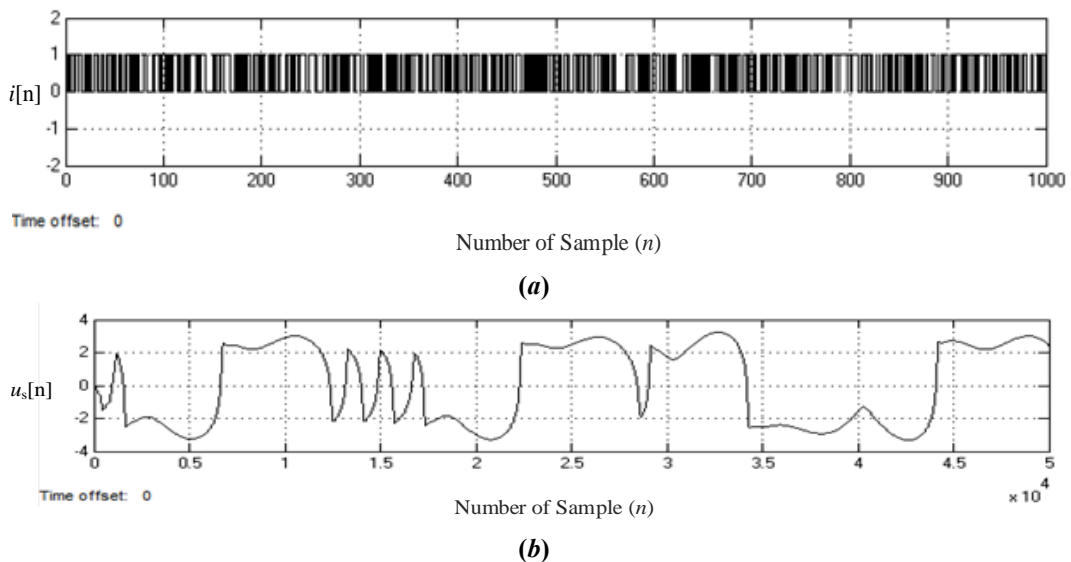 2
1
i[n]
0
-1
-2
0 100 200 300 400 500 600 700 800 900 1000
Time offset: 0
Number of Sample (n)
(a)
4
2
us[n]
0
-2
-4
0 0.5 1 1.5 2 2.5 3 3.5 4 4.5 5
x 10 4
Time offset: 0
Number of Sample (n)
(b)